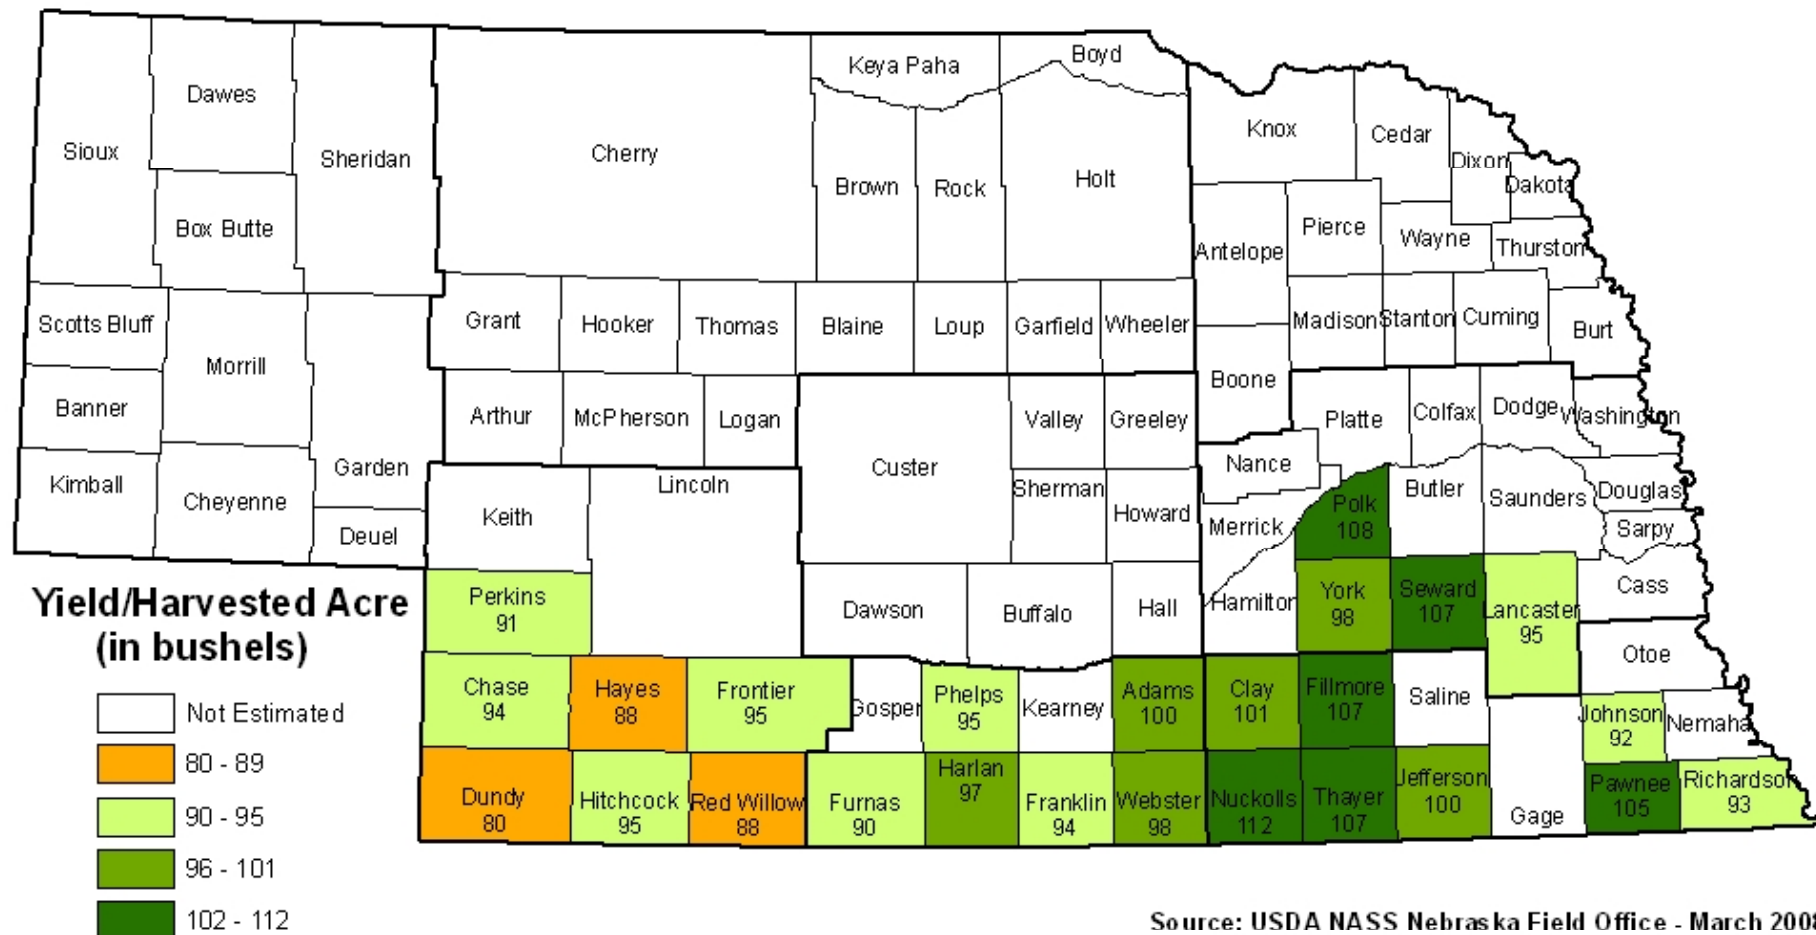 Keya Paha
Boyd
Dawes
Knox
Cedar
Sioux
Sheridan
Cherry
Dixon
Brown
Rock
Holt
Dakota
Box Butte
Pierce
Wayne
Antelope
Thurston
Scotts Bluff
Grant
Hooker
Thomas
Blaine
Loup
Garfield
Wheeler
Madison
Stanton
Cuming
Burt
Morrill
Boone
Banner
Arthur
McPherson
Logan
Valley
Greeley
Platte
Colfax
Dodge
Washington
Garden
Custer
Nance
Kimball
Cheyenne
Lincoln
Sherman
Butler
Saunders
Douglas
Keith
Howard
Merrick
Polk
108
Sarpy
Deuel
Cass
Perkins
91
Dawson
Buffalo
Hall
Hamilton
York
98
Seward
107
Lancaster
95
Otoe
Chase
94
Hayes
88
Frontier
95
Gosper
Phelps
95
Kearney
Adams
100
Clay
101
Fillmore
107
Saline
Johnson
92
Nemaha
Dundy
80
Hitchcock
95
Red Willow
88
Furnas
90
Harlan
97
Franklin
94
Webster
98
Nuckolls
112
Thayer
107
Jefferson
100
Gage
Pawnee
105
Richardson
93
Yield/Harvested Acre
(in bushels)
Not Estimated
80 - 89
90 - 95
96 - 101
102 - 112
Source: USDA NASS Nebraska Field Office - March 2008